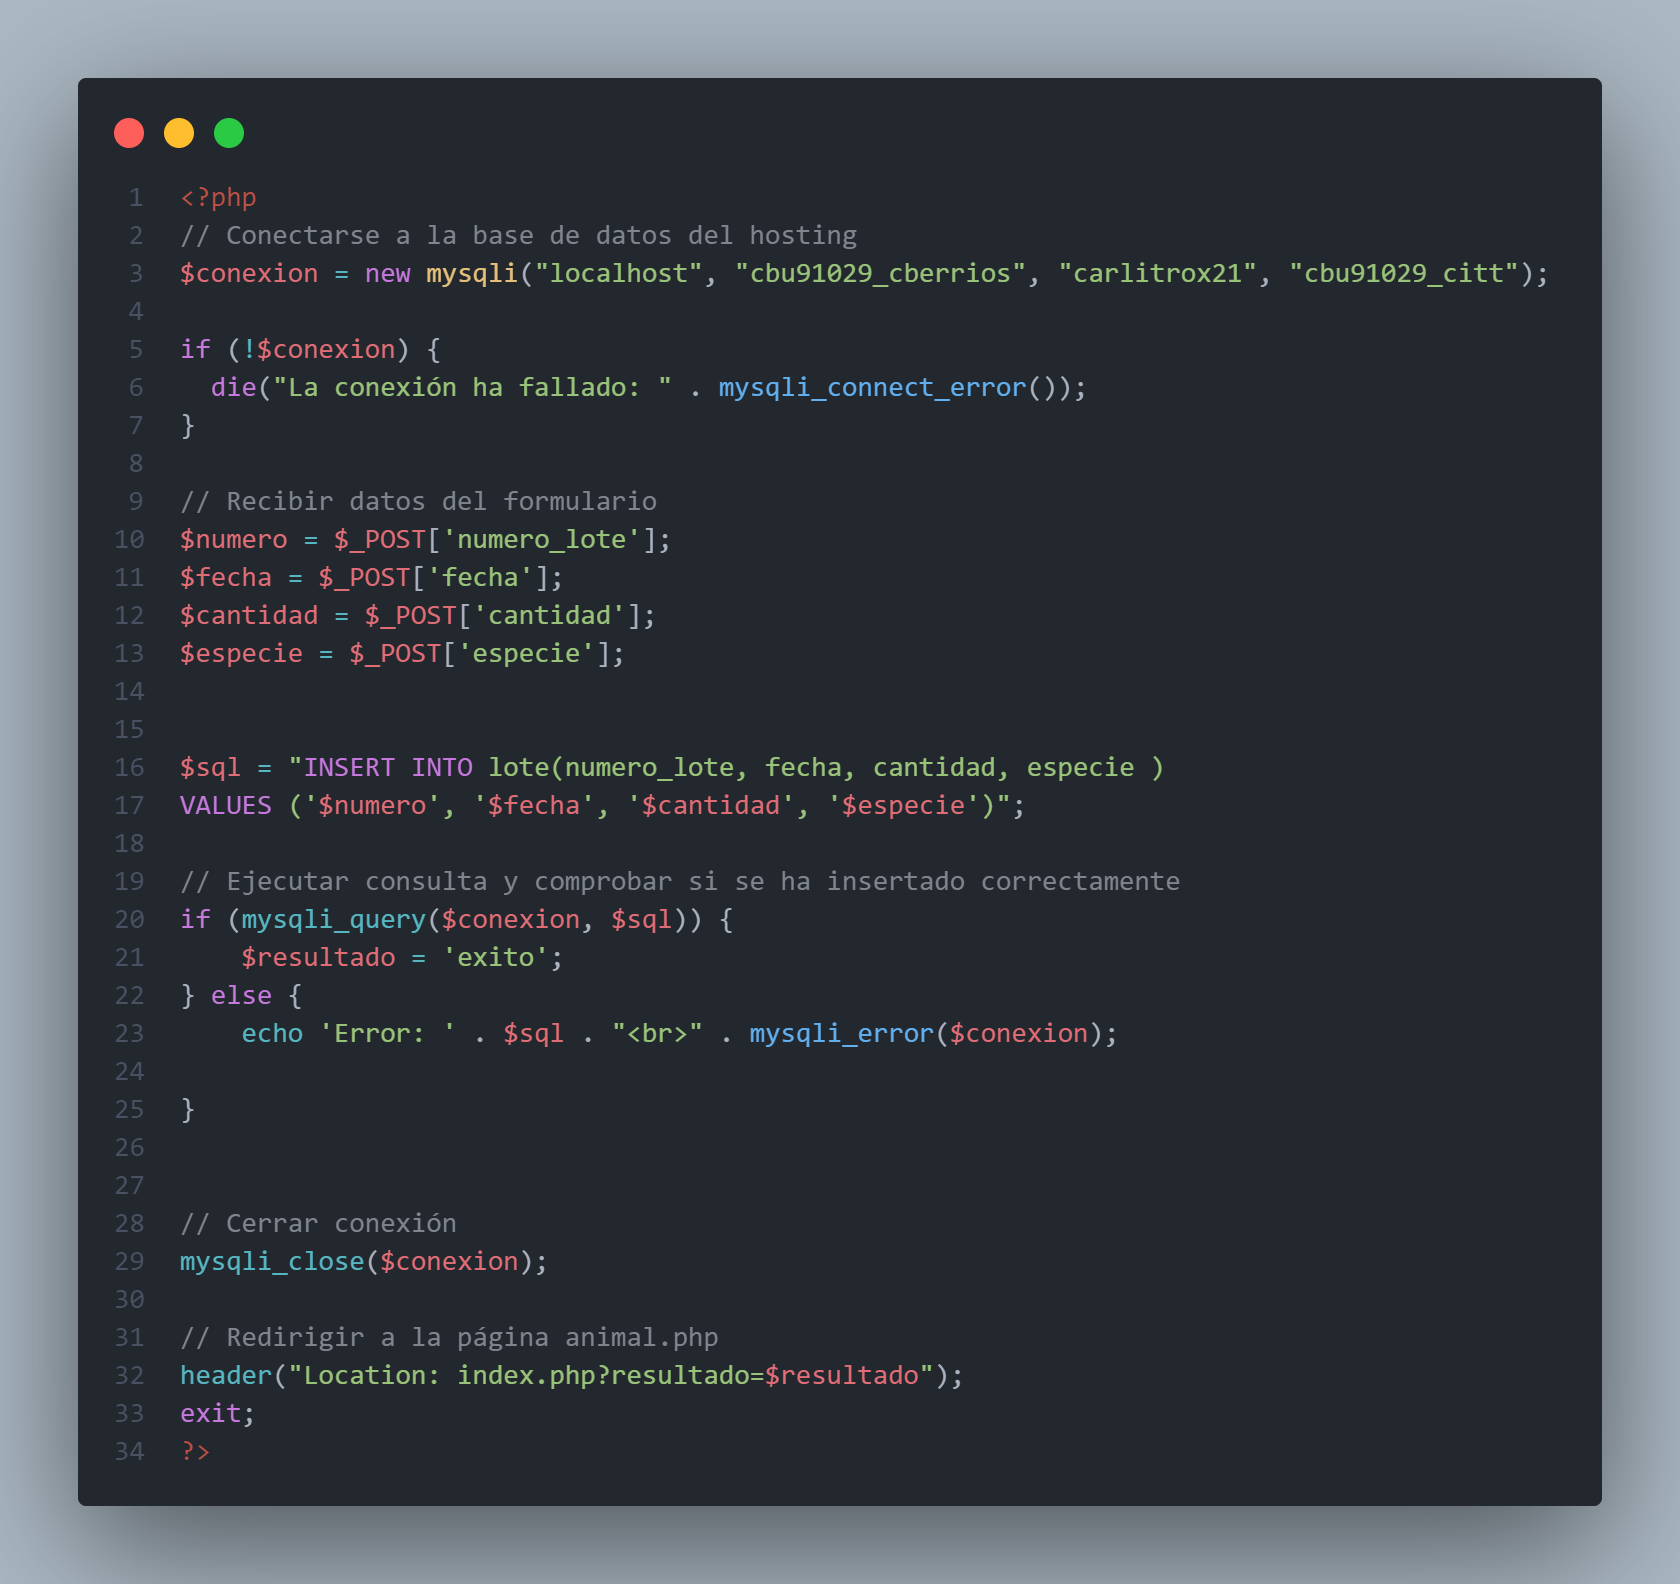 1 <?php
2 // Conectarse a la base de datos del hosting
3 $conexion = new mysqli("localhost", "cbu91029_cberrios", "carlitrox21", "cbu91029_citt");
4
5 if (!$conexion) {
6   die("La conexión ha fallado: " . mysqli_connect_error());
7 }
8
9 // Recibir datos del formulario
10 $numero = $_POST['numero_lote'];
11 $fecha = $_POST['fecha'];
12 $cantidad = $_POST['cantidad'];
13 $especie = $_POST['especie'];
14
15
16 $sql = "INSERT INTO lote(numero_lote, fecha, cantidad, especie )
17 VALUES ('$numero', '$fecha', '$cantidad', '$especie')";
18
19 // Ejecutar consulta y comprobar si se ha insertado correctamente
20 if (mysqli_query($conexion, $sql)) {
21     $resultado = 'exito';
22 } else {
23     echo 'Error: ' . $sql . "<br>" . mysqli_error($conexion);
24
25 }
26
27
28 // Cerrar conexión
29 mysqli_close($conexion);
30
31 // Redirigir a la página animal.php
32 header("Location: index.php?resultado=$resultado");
33 exit;
34 ?>